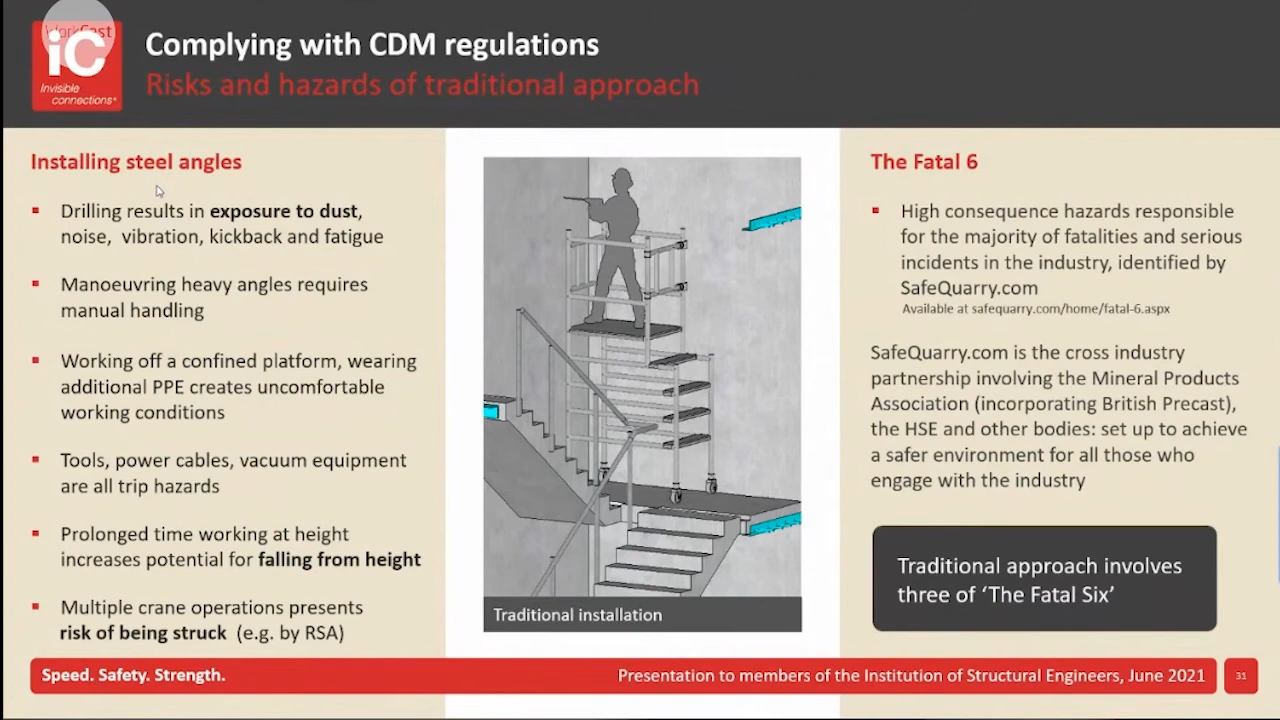 WorkCast
iC
Invisible
connections®
Complying with CDM regulations
Risks and hazards of traditional approach
Installing steel angles
Drilling results in exposure to dust,
noise, vibration, kickback and fatigue
Manoeuvring heavy angles requires
manual handling
Working off a confined platform, wearing
additional PPE creates uncomfortable
working conditions
Tools, power cables, vacuum equipment
are all trip hazards
Prolonged time working at height
increases potential for falling from height
Multiple crane operations presents
risk of being struck (e.g. by RSA)
Traditional installation
The Fatal 6
High consequence hazards responsible
for the majority of fatalities and serious
incidents in the industry, identified by
SafeQuarry.com
Available at safequarry.com/home/fatal-6.aspx
SafeQuarry.com is the cross industry
partnership involving the Mineral Products
Association (incorporating British Precast),
the HSE and other bodies: set up to achieve
a safer environment for all those who
engage with the industry
Traditional approach involves
three of ‘The Fatal Six’
Speed. Safety. Strength.
Presentation to members of the Institution of Structural Engineers, June 2021
31